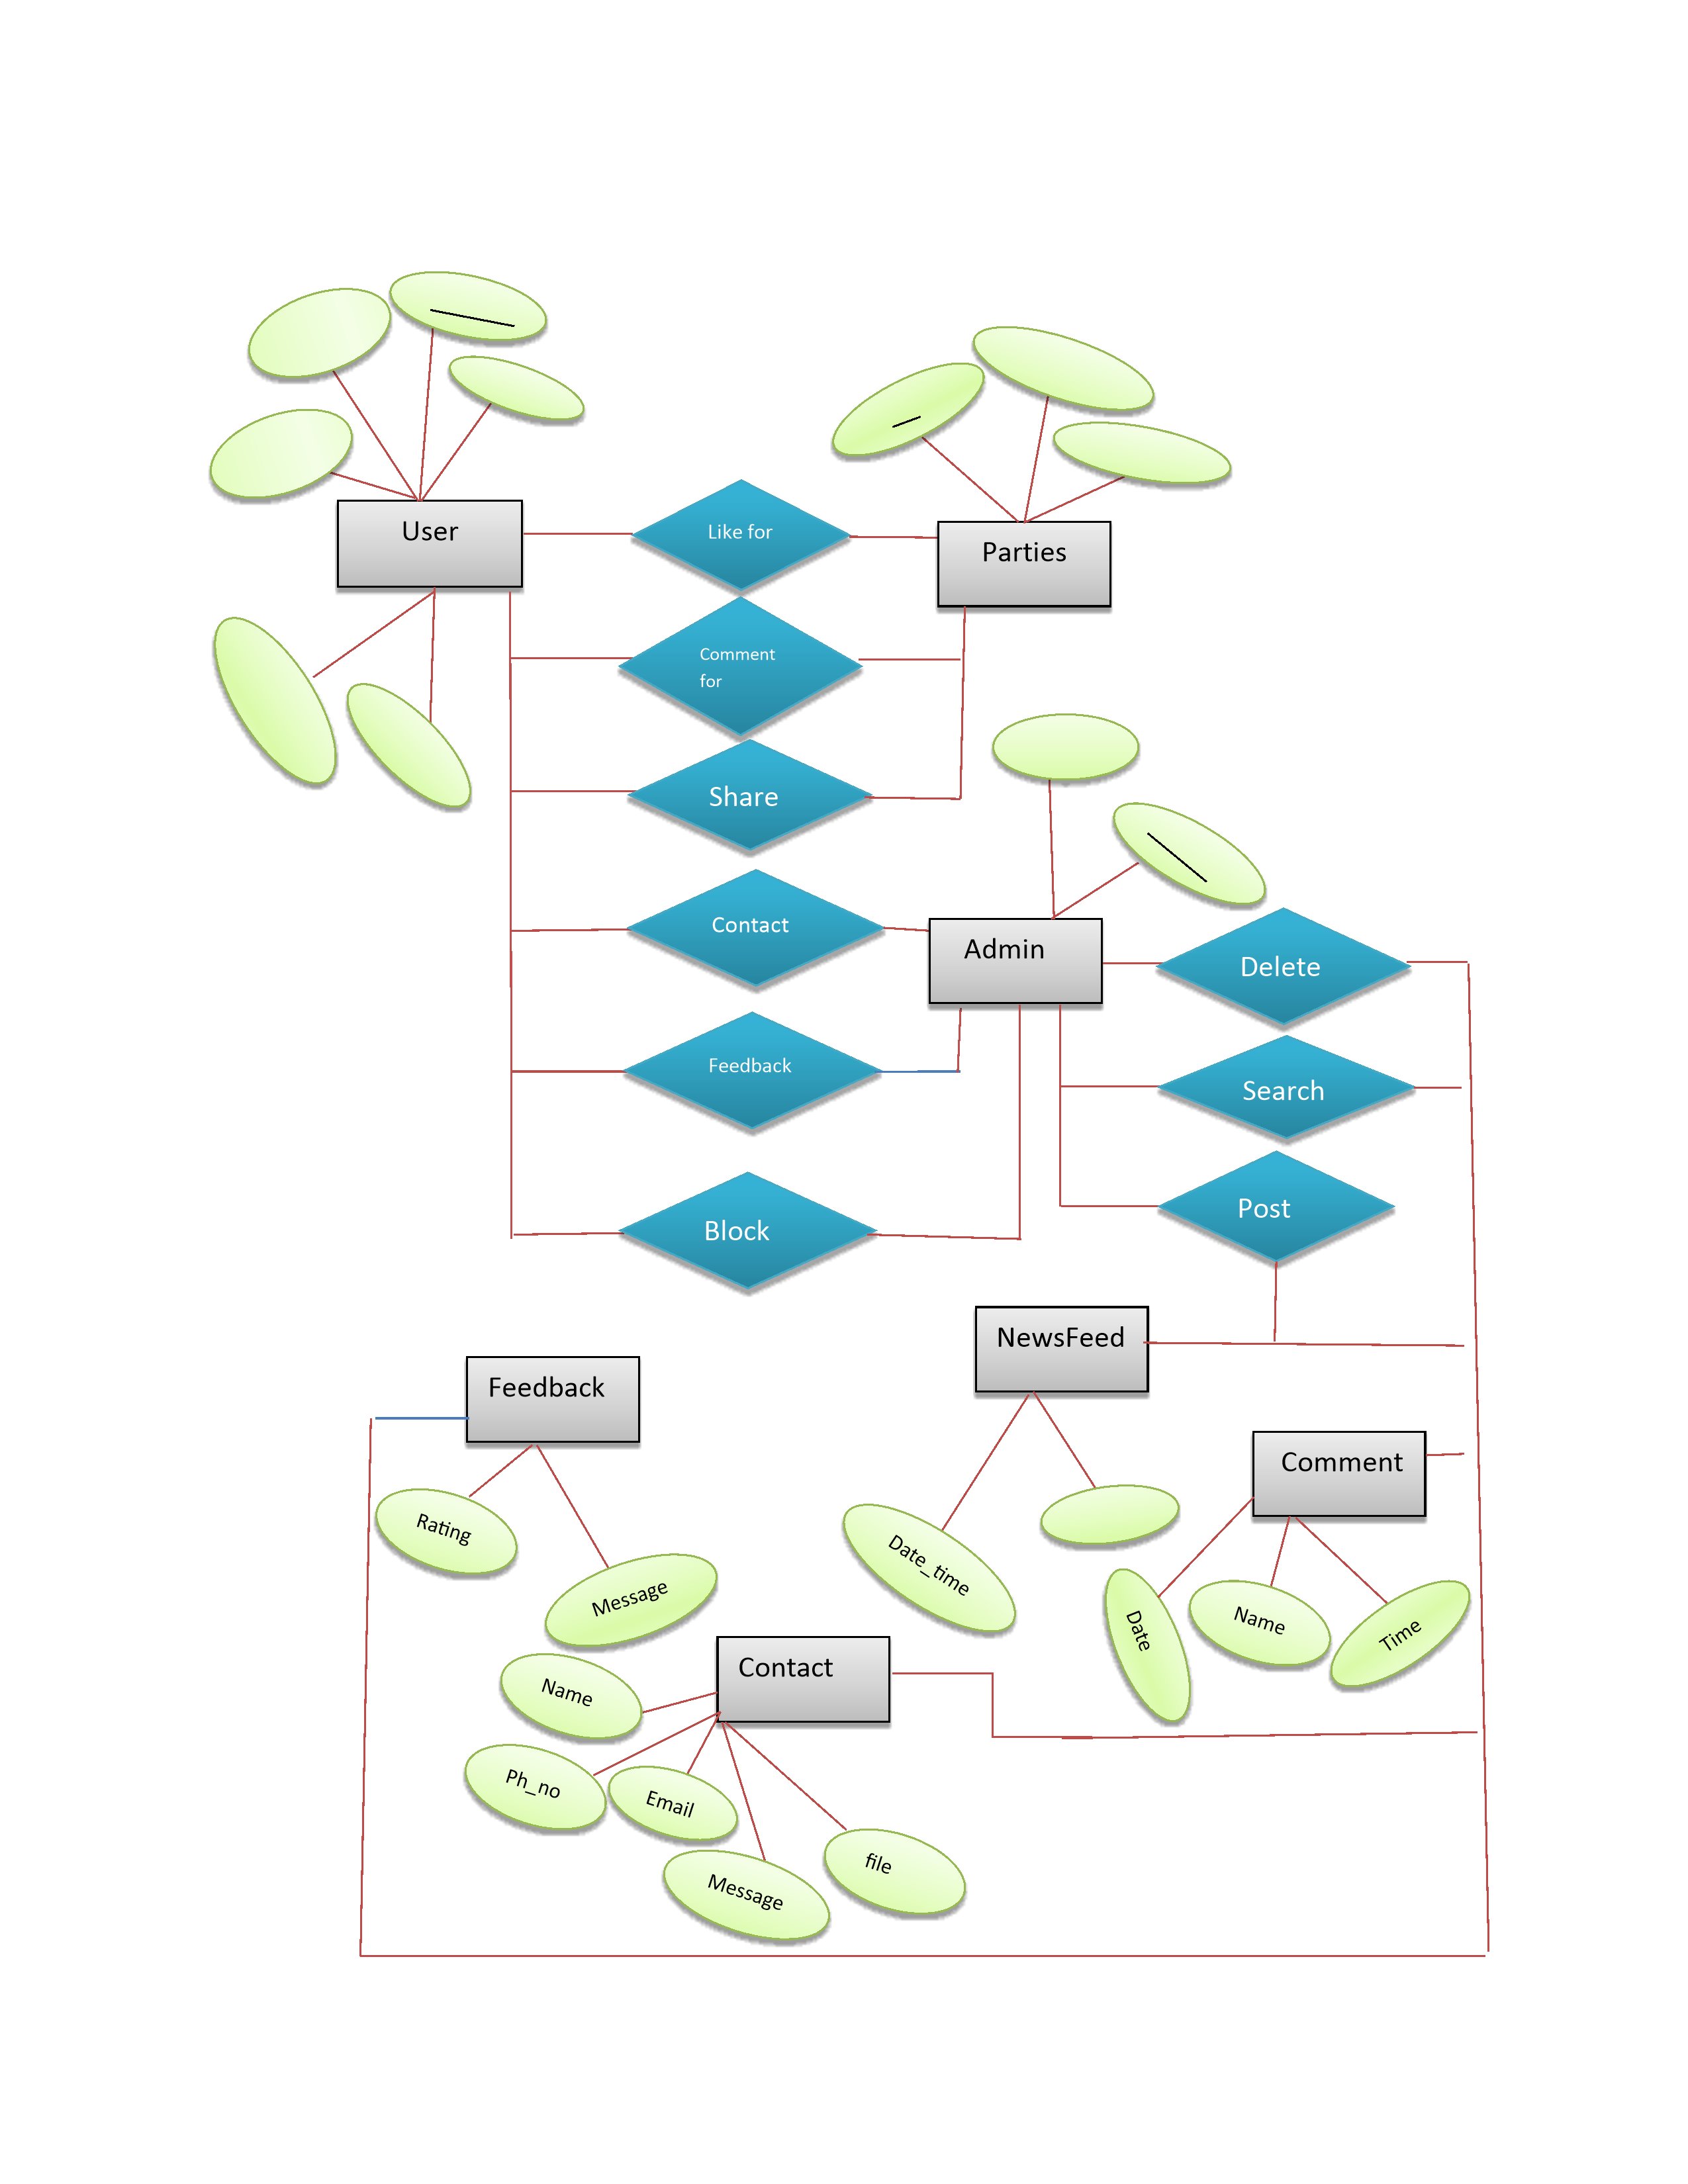 User
Like for
Parties
Comment
for
Share
Contact
Admin
Delete
Feedback
Search
Post
Block
NewsFeed
Feedback
Comment
Rating
Date_time
Message
Date
Name
Time
Contact
Name
Ph_no
Email
file
Message